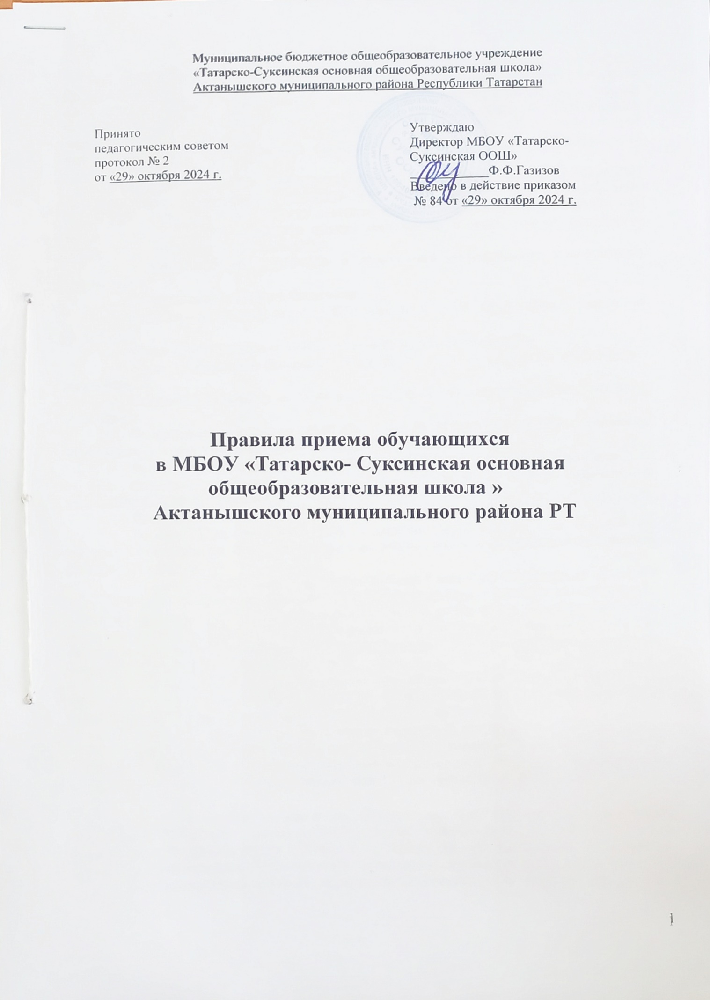 Муниципальное бюджетное общеобразовательное учреждение
«Татарско-Суксинская основная общеобразовательная школа»
Актанышского муниципального района Республики Татарстан
Принято
педагогическим советом
протокол № 2
от «29» октября 2024 г.
Утверждаю
Директор МБОУ «Татарско-
Суксинская ООШ»
____________Ф.Ф.Газизов
Введено в действие приказом
№ 84 от «29» октября 2024 г.
Правила приема обучающихся
в МБОУ «Татарско- Суксинская основная
общеобразовательная школа »
Актанышского муниципального района РТ
1